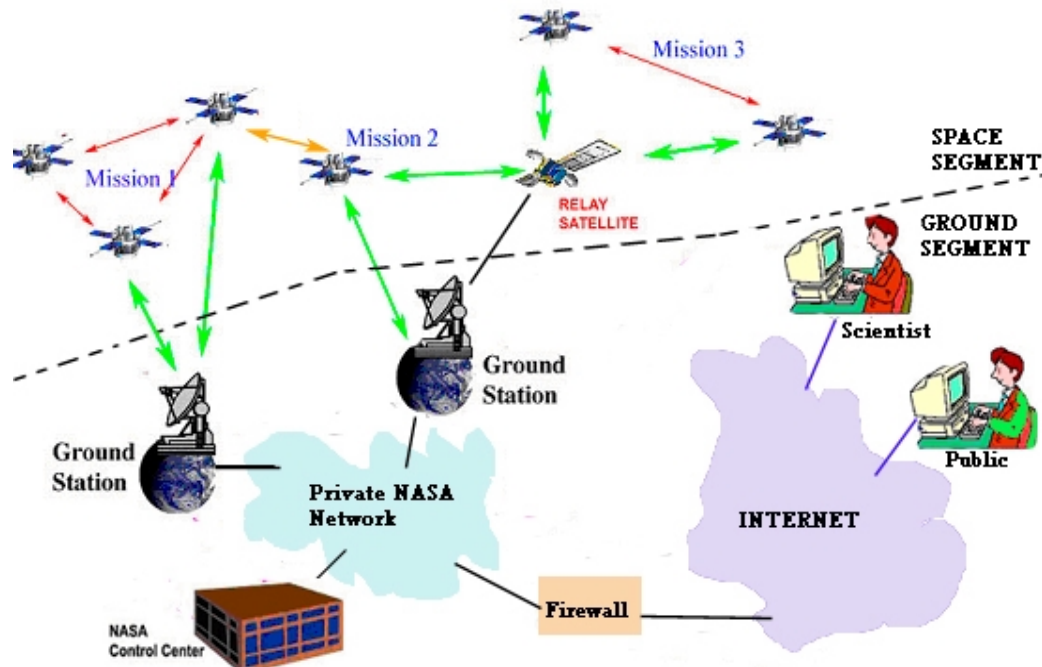 Mission 3
Mission 2
Mission 1
SPACE
SEGMENT
RELAY
SATELLITE
GROUND
SEGMENT
Scientist
Ground
Station
Ground
Station
Public
Private NASA
Network
INTERNET
Firewall
NASA
Control Center